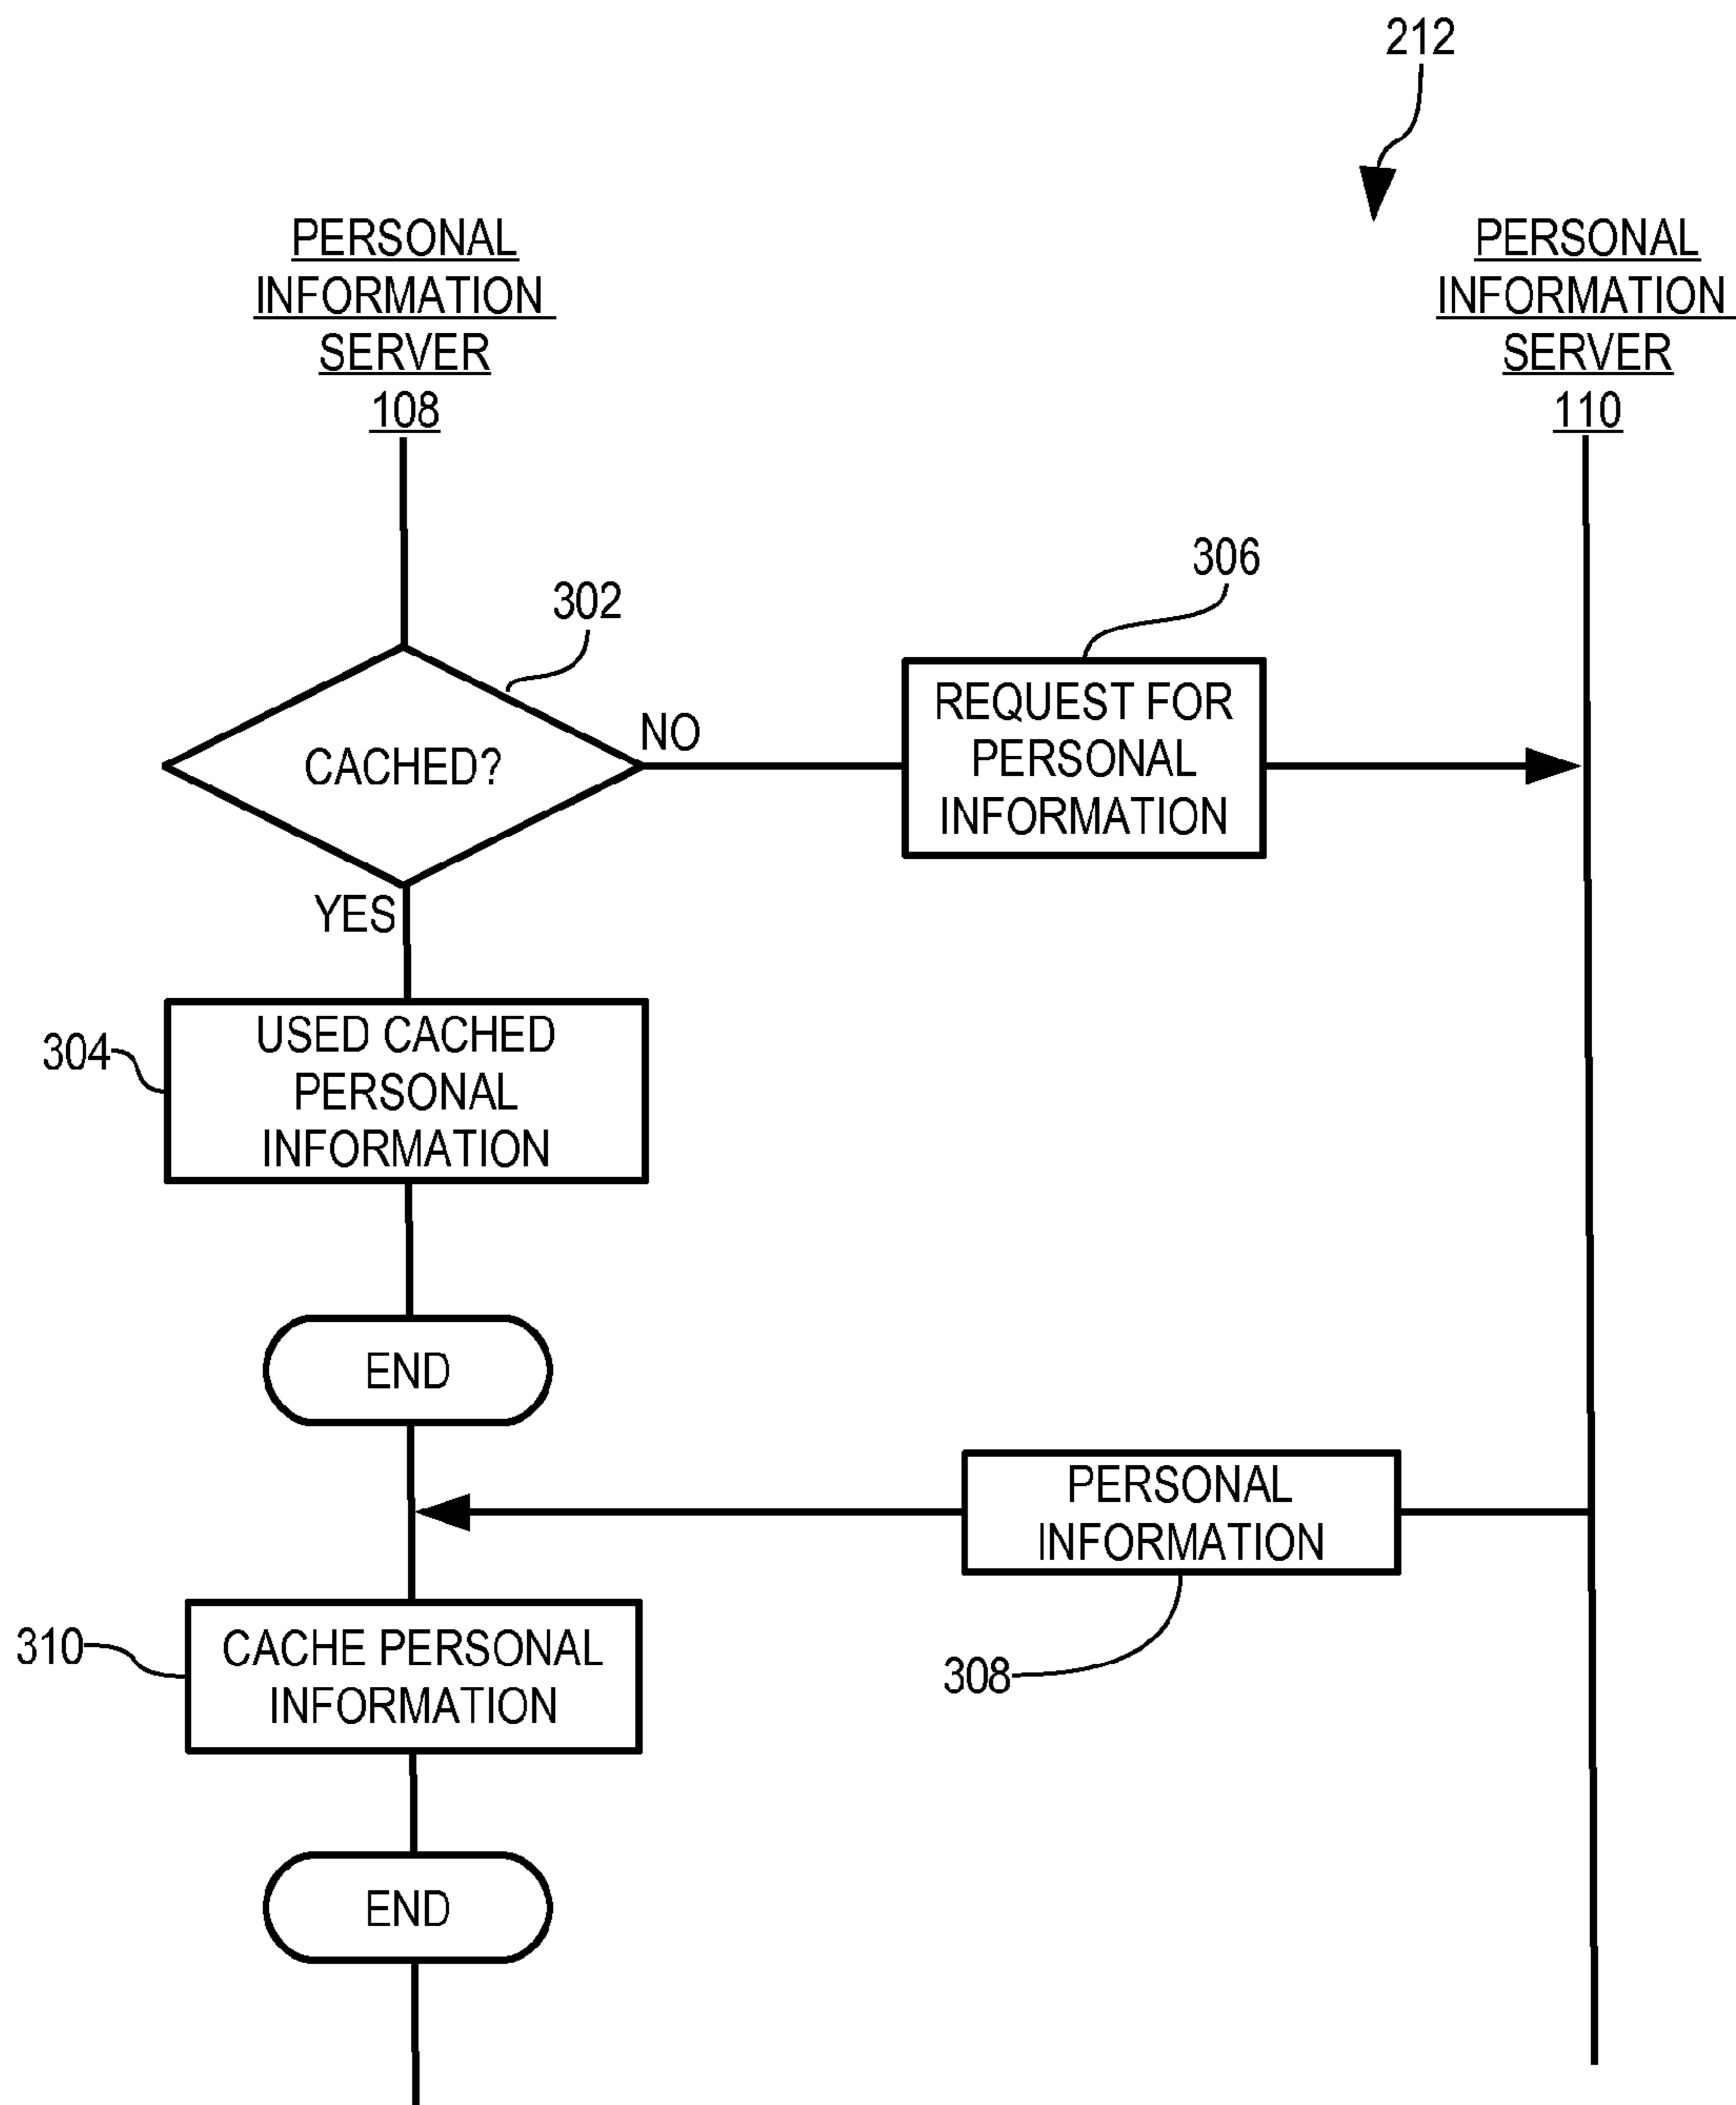 212
PERSONAL
INFORMATION
SERVER
108
PERSONAL
INFORMATION
SERVER
110
302
306
CACHED?
NO
REQUEST FOR
PERSONAL
INFORMATION
YES
304
USED CACHED
PERSONAL
INFORMATION
END
PERSONAL
INFORMATION
308
310
CACHE PERSONAL
INFORMATION
END